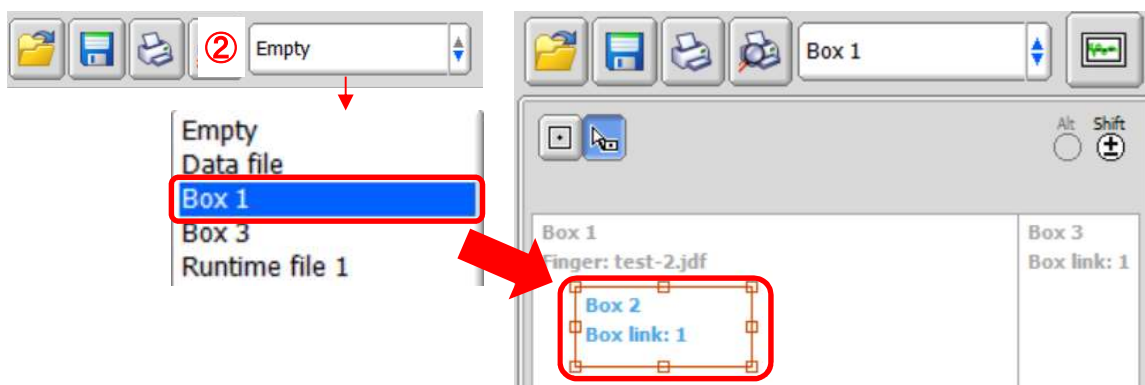 ② Empty
Empty
Data file
Box 1
Box 3
Runtime file 1
Box 1
Alt Shift
Box 1
Finger: test-2.jdf
Box 2
Box link: 1
Box 3
Box link: 1